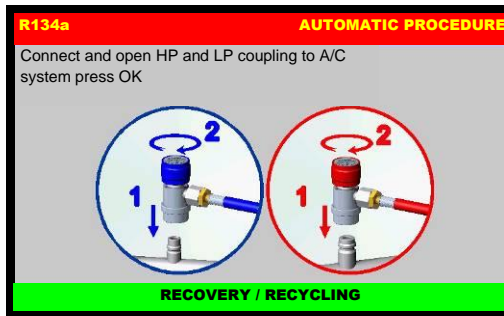 R134a AUTOMATIC PROCEDURE
Connect and open HP and LP coupling to A/C
system press OK
2 2
1 1
RECOVERY / RECYCLING